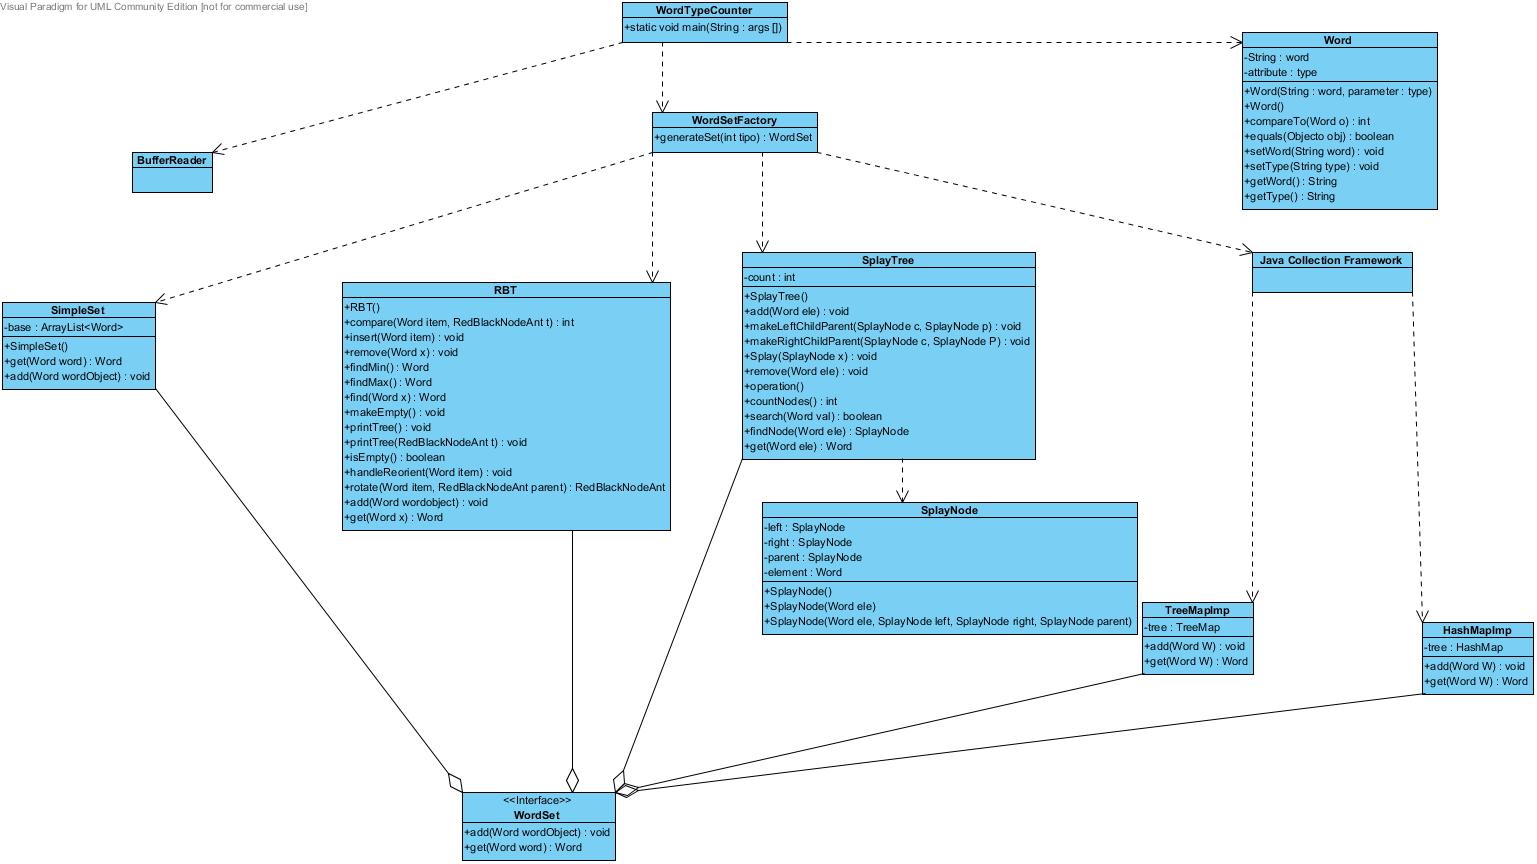 Visual Paradigm for UML Community Edition [not for commercial use]
WordTypeCounter
+static void main(String : args [])
Word
-String : word
-attribute : type
+Word(String : word, parameter : type)
+Word()
+compareTo(Word o) : int
+equals(Objecto obj) : boolean
+setWord(String word) : void
+setType(String type) : void
+getWord() : String
+getType() : String
WordSetFactory
+generateSet(int tipo) : WordSet
BufferReader
SimpleSet
-base : ArrayList<Word>
+SimpleSet()
+get(Word word) : Word
+add(Word wordObject) : void
RBT
+RBT()
+compare(Word item, RedBlackNodeAnt t) : int
+insert(Word item) : void
+remove(Word x) : void
+findMin() : Word
+findMax() : Word
+find(Word x) : Word
+makeEmpty() : void
+printTree() : void
+printTree(RedBlackNodeAnt t) : void
+isEmpty() : boolean
+handleReorient(Word item) : void
+rotate(Word item, RedBlackNodeAnt parent) : RedBlackNodeAnt
+add(Word wordobject) : void
+get(Word x) : Word
SplayTree
-count : int
+SplayTree()
+add(Word ele) : void
+makeLeftChildParent(SplayNode c, SplayNode p) : void
+makeRightChildParent(SplayNode c, SplayNode P) : void
+Splay(SplayNode x) : void
+remove(Word ele) : void
+operation()
+countNodes() : int
+search(Word val) : boolean
+findNode(Word ele) : SplayNode
+get(Word ele) : Word
Java Collection Framework
SplayNode
-left : SplayNode
-right : SplayNode
-parent : SplayNode
-element : Word
+SplayNode()
+SplayNode(Word ele)
+SplayNode(Word ele, SplayNode left, SplayNode right, SplayNode parent)
TreeMapImp
-tree : TreeMap
+add(Word W) : void
+get(Word W) : Word
HashMapImp
-tree : HashMap
+add(Word W) : void
+get(Word W) : Word
<<Interface>>
WordSet
+add(Word wordObject) : void
+get(Word word) : Word